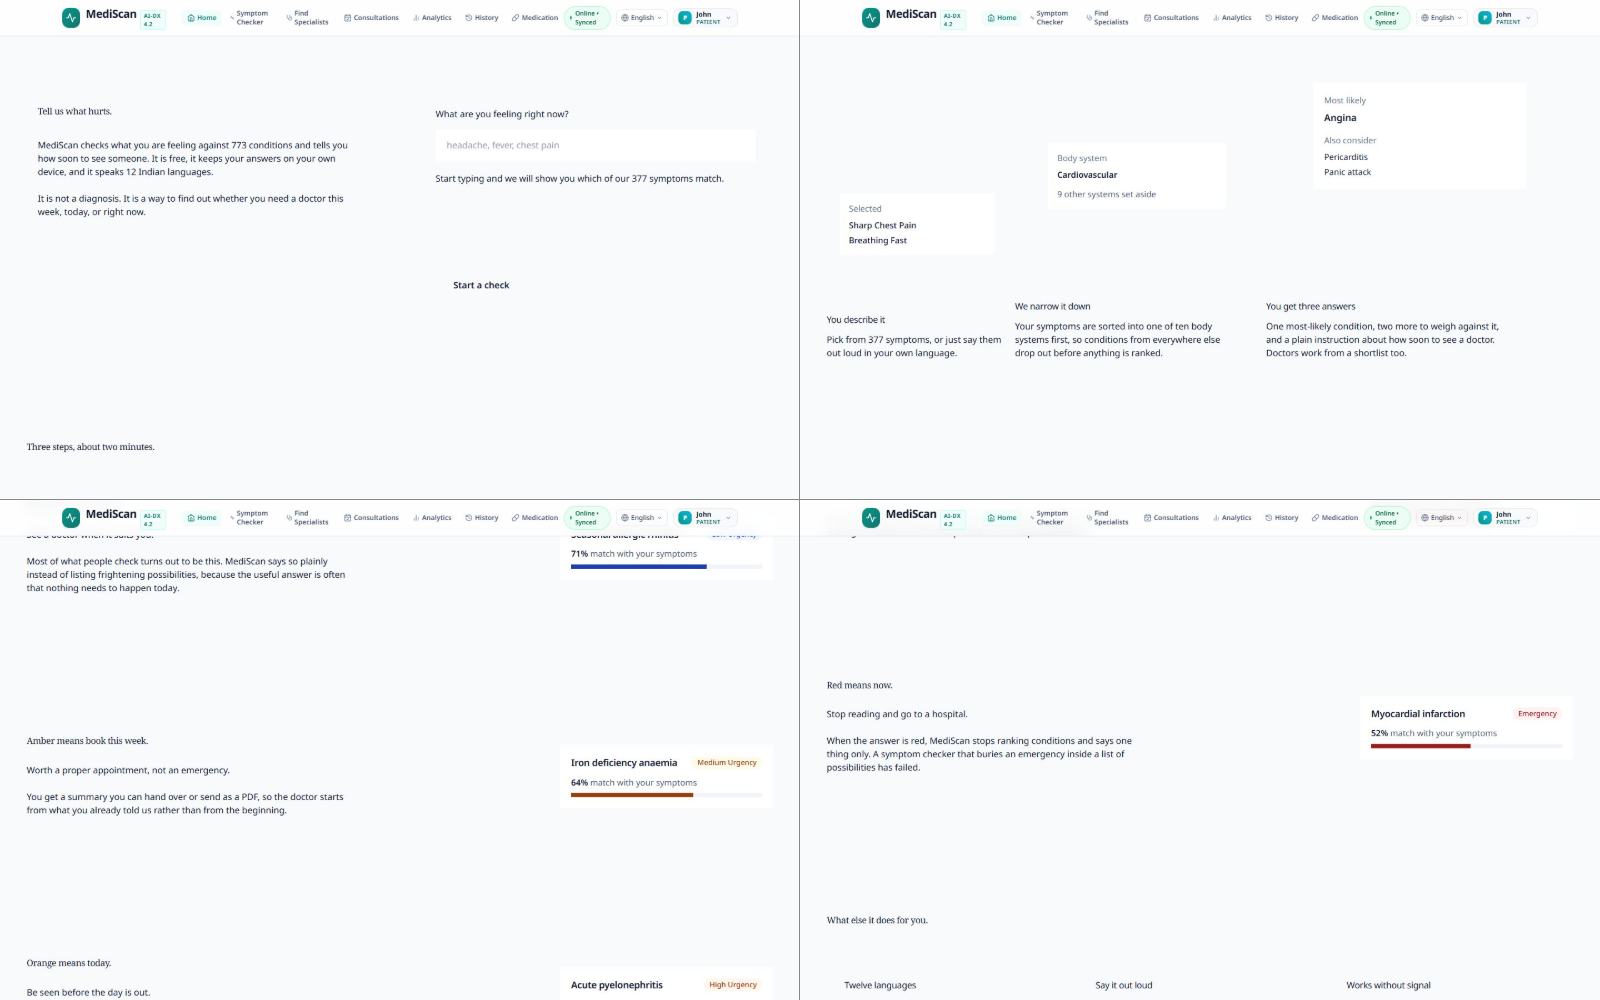 MediScan
AI-DX 4.2
Home
Symptom Checker
Find Specialists
Consultations
Analytics
History
Medication
Online • Synced
English
P
John
PATIENT
Tell us what hurts.
MediScan checks what you are feeling against 773 conditions and tells you
how soon to see someone. It is free, it keeps your answers on your own
device, and it speaks 12 Indian languages.
It is not a diagnosis. It is a way to find out whether you need a doctor this
week, today, or right now.
What are you feeling right now?
headache, fever, chest pain
Start typing and we will show you which of our 377 symptoms match.
Start a check
Three steps, about two minutes.
MediScan
AI-DX 4.2
Home
Symptom Checker
Find Specialists
Consultations
Analytics
History
Medication
Online • Synced
English
P
John
PATIENT
Selected
Sharp Chest Pain
Breathing Fast
Body system
Cardiovascular
9 other systems set aside
Most likely
Angina
Also consider
Pericarditis
Panic attack
You describe it
Pick from 377 symptoms, or just say them
out loud in your own language.
We narrow it down
Your symptoms are sorted into one of ten body
systems first, so conditions from everywhere else
drop out before anything is ranked.
You get three answers
One most-likely condition, two more to weigh against it,
and a plain instruction about how soon to see a doctor.
Doctors work from a shortlist too.
MediScan
AI-DX 4.2
Home
Symptom Checker
Find Specialists
Consultations
Analytics
History
Medication
Online • Synced
English
P
John
PATIENT
See a doctor when it suits you.
Most of what people check turns out to be this. MediScan says so plainly
instead of listing frightening possibilities, because the useful answer is often
that nothing needs to happen today.
Seasonal allergic rhinitis
71% match with your symptoms
Amber means book this week.
Worth a proper appointment, not an emergency.
You get a summary you can hand over or send as a PDF, so the doctor starts
from what you already told us rather than from the beginning.
Iron deficiency anaemia
Medium Urgency
64% match with your symptoms
Orange means today.
Be seen before the day is out.
Acute pyelonephritis
High Urgency
MediScan
AI-DX 4.2
Home
Symptom Checker
Find Specialists
Consultations
Analytics
History
Medication
Online • Synced
English
P
John
PATIENT
Red means now.
Stop reading and go to a hospital.
When the answer is red, MediScan stops ranking conditions and says one
thing only. A symptom checker that buries an emergency inside a list of
possibilities has failed.
Myocardial infarction
Emergency
52% match with your symptoms
What else it does for you.
Twelve languages
Say it out loud
Works without signal